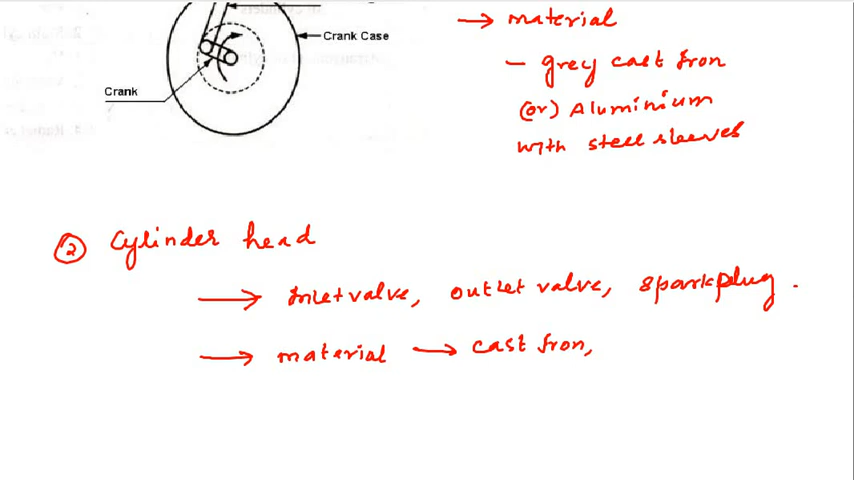 Crank Case
Crank
→ material
- grey cast Iron
(or) Aluminium
with steel sleeves
② Cylinder head
→ Inlet valve, outlet valve, sparkplug.
→ material → cast Iron,